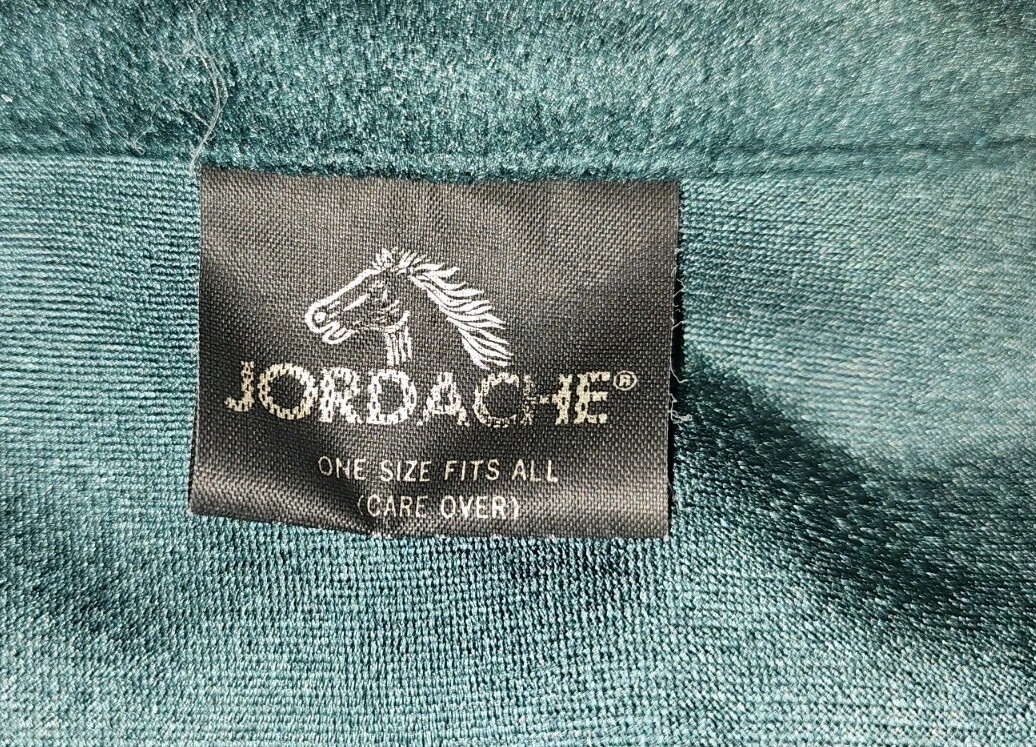 JORDACHE®
ONE SIZE FITS ALL
(CARE OVER)